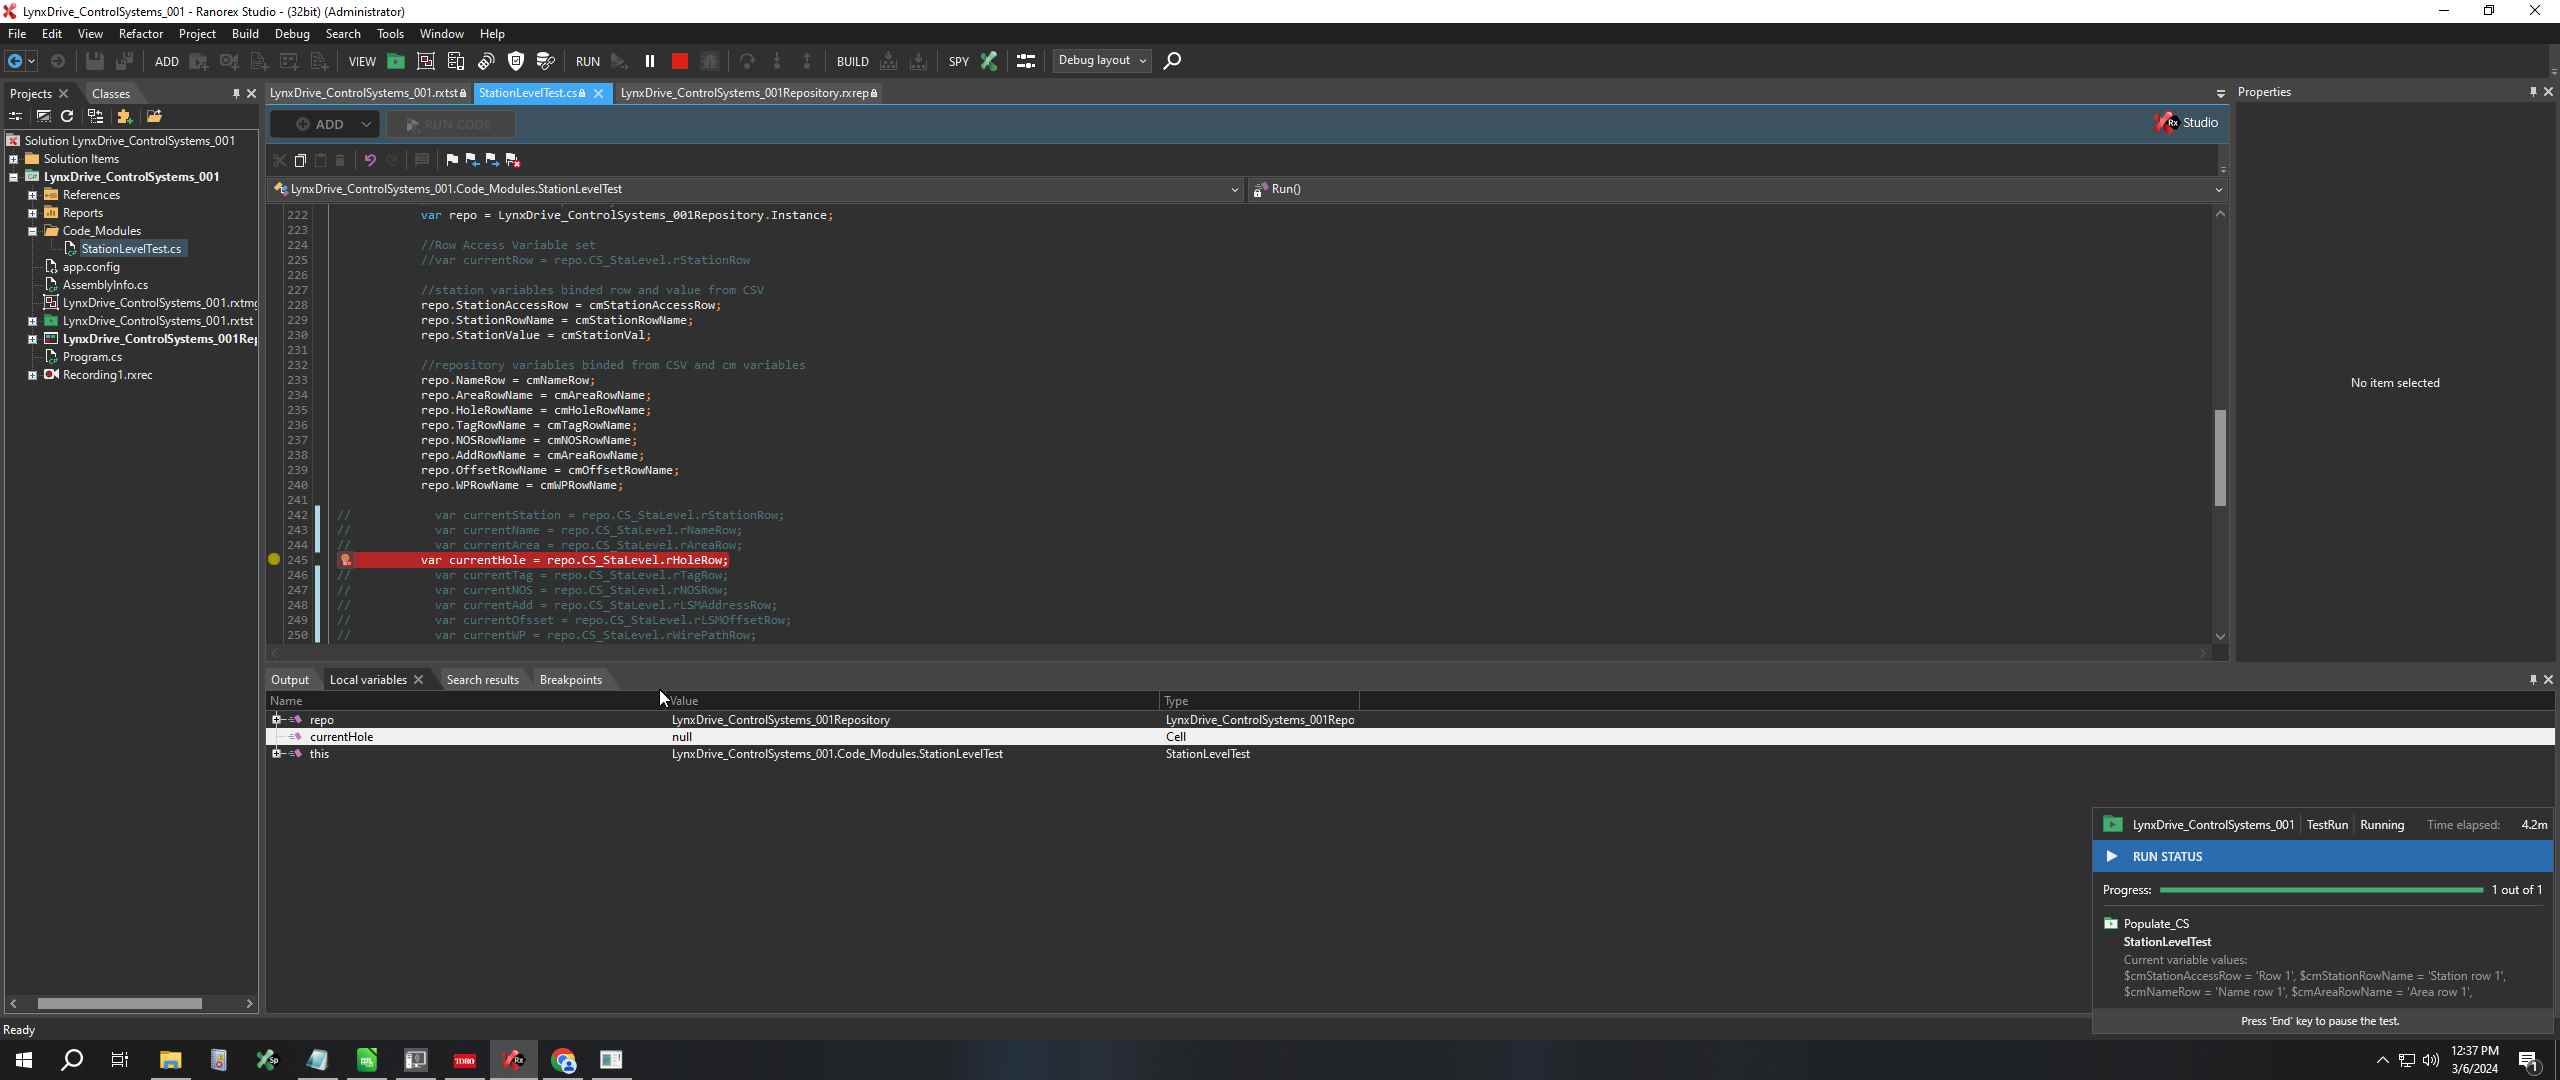 LynxDrive_ControlSystems_001 - Ranorex Studio - (32bit) (Administrator)
File Edit View Refactor Project Build Debug Search Tools Window Help
ADD VIEW RUN BUILD SPY Debug layout
Projects Classes
LynxDrive_ControlSystems_001.rxtst StationLevelTest.cs LynxDrive_ControlSystems_001Repository.rxrep
Properties
ADD RUN CODE
Rx Studio
Solution LynxDrive_ControlSystems_001
Solution Items
LynxDrive_ControlSystems_001
References
Reports
Code_Modules
StationLevelTest.cs
app.config
AssemblyInfo.cs
LynxDrive_ControlSystems_001.rxtmg
LynxDrive_ControlSystems_001.rxtst
LynxDrive_ControlSystems_001Rep
Program.cs
Recording1.rxrec
LynxDrive_ControlSystems_001.Code_Modules.StationLevelTest Run()
222 var repo = LynxDrive_ControlSystems_001Repository.Instance;
223
224 //Row Access Variable set
225 //var currentRow = repo.CS_StaLevel.rStationRow
226
227 //station variables binded row and value from CSV
228 repo.StationAccessRow = cmStationAccessRow;
229 repo.StationRowName = cmStationRowName;
230 repo.StationValue = cmStationVal;
231
232 //repository variables binded from CSV and cm variables
233 repo.NameRow = cmNameRow;
234 repo.AreaRowName = cmAreaRowName;
235 repo.HoleRowName = cmHoleRowName;
236 repo.TagRowName = cmTagRowName;
237 repo.NOSRowName = cmNOSRowName;
238 repo.AddRowName = cmAreaRowName;
239 repo.OffsetRowName = cmOffsetRowName;
240 repo.WPRowName = cmWPRowName;
241
242 // var currentStation = repo.CS_StaLevel.rStationRow;
243 // var currentName = repo.CS_StaLevel.rNameRow;
244 // var currentArea = repo.CS_StaLevel.rAreaRow;
245 var currentHole = repo.CS_StaLevel.rHoleRow;
246 // var currentTag = repo.CS_StaLevel.rTagRow;
247 // var currentNOS = repo.CS_StaLevel.rNOSRow;
248 // var currentAdd = repo.CS_StaLevel.rLSMAddressRow;
249 // var currentOfsset = repo.CS_StaLevel.rLSMOffsetRow;
250 // var currentWP = repo.CS_StaLevel.rWirePathRow;
No item selected
Output Local variables Search results Breakpoints
Name Value Type
repo LynxDrive_ControlSystems_001Repository LynxDrive_ControlSystems_001Repo
currentHole null Cell
this LynxDrive_ControlSystems_001.Code_Modules.StationLevelTest StationLevelTest
LynxDrive_ControlSystems_001 TestRun Running Time elapsed: 4.2m
RUN STATUS
Progress: 1 out of 1
Populate_CS
StationLevelTest
Current variable values:
$cmStationAccessRow = 'Row 1', $cmStationRowName = 'Station row 1',
$cmNameRow = 'Name row 1', $cmAreaRowName = 'Area row 1',
Press 'End' key to pause the test.
Ready
12:37 PM
3/6/2024